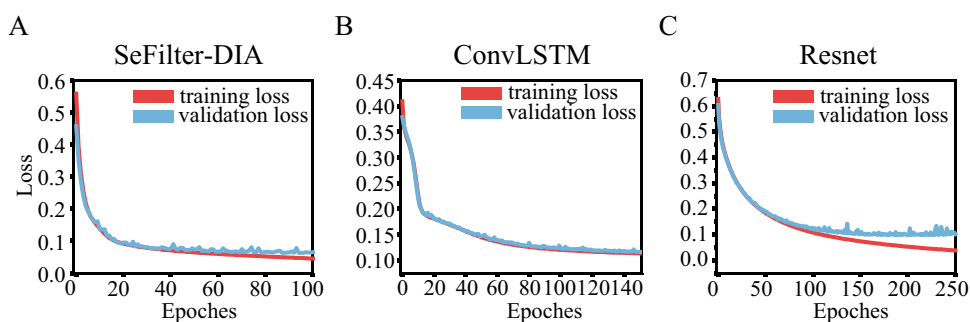 A
SeFilter-DIA
Loss
0.6
0.5
0.4
0.3
0.2
0.1
0.0
training loss
validation loss
0 20 40 60 80 100
Epoches
B
ConvLSTM
0.45
0.40
0.35
0.30
0.25
0.20
0.15
0.10
training loss
validation loss
0 20 40 60 80 100 120 140
Epoches
C
Resnet
0.7
0.6
0.5
0.4
0.3
0.2
0.1
0.0
training loss
validation loss
0 50 100 150 200 250
Epoches